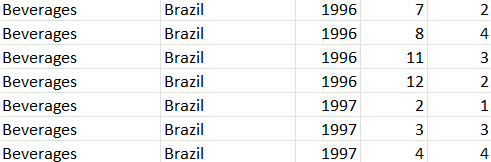 Beverages Brazil 1996 7 2
Beverages Brazil 1996 8 4
Beverages Brazil 1996 11 3
Beverages Brazil 1996 12 2
Beverages Brazil 1997 2 1
Beverages Brazil 1997 3 3
Beverages Brazil 1997 4 4